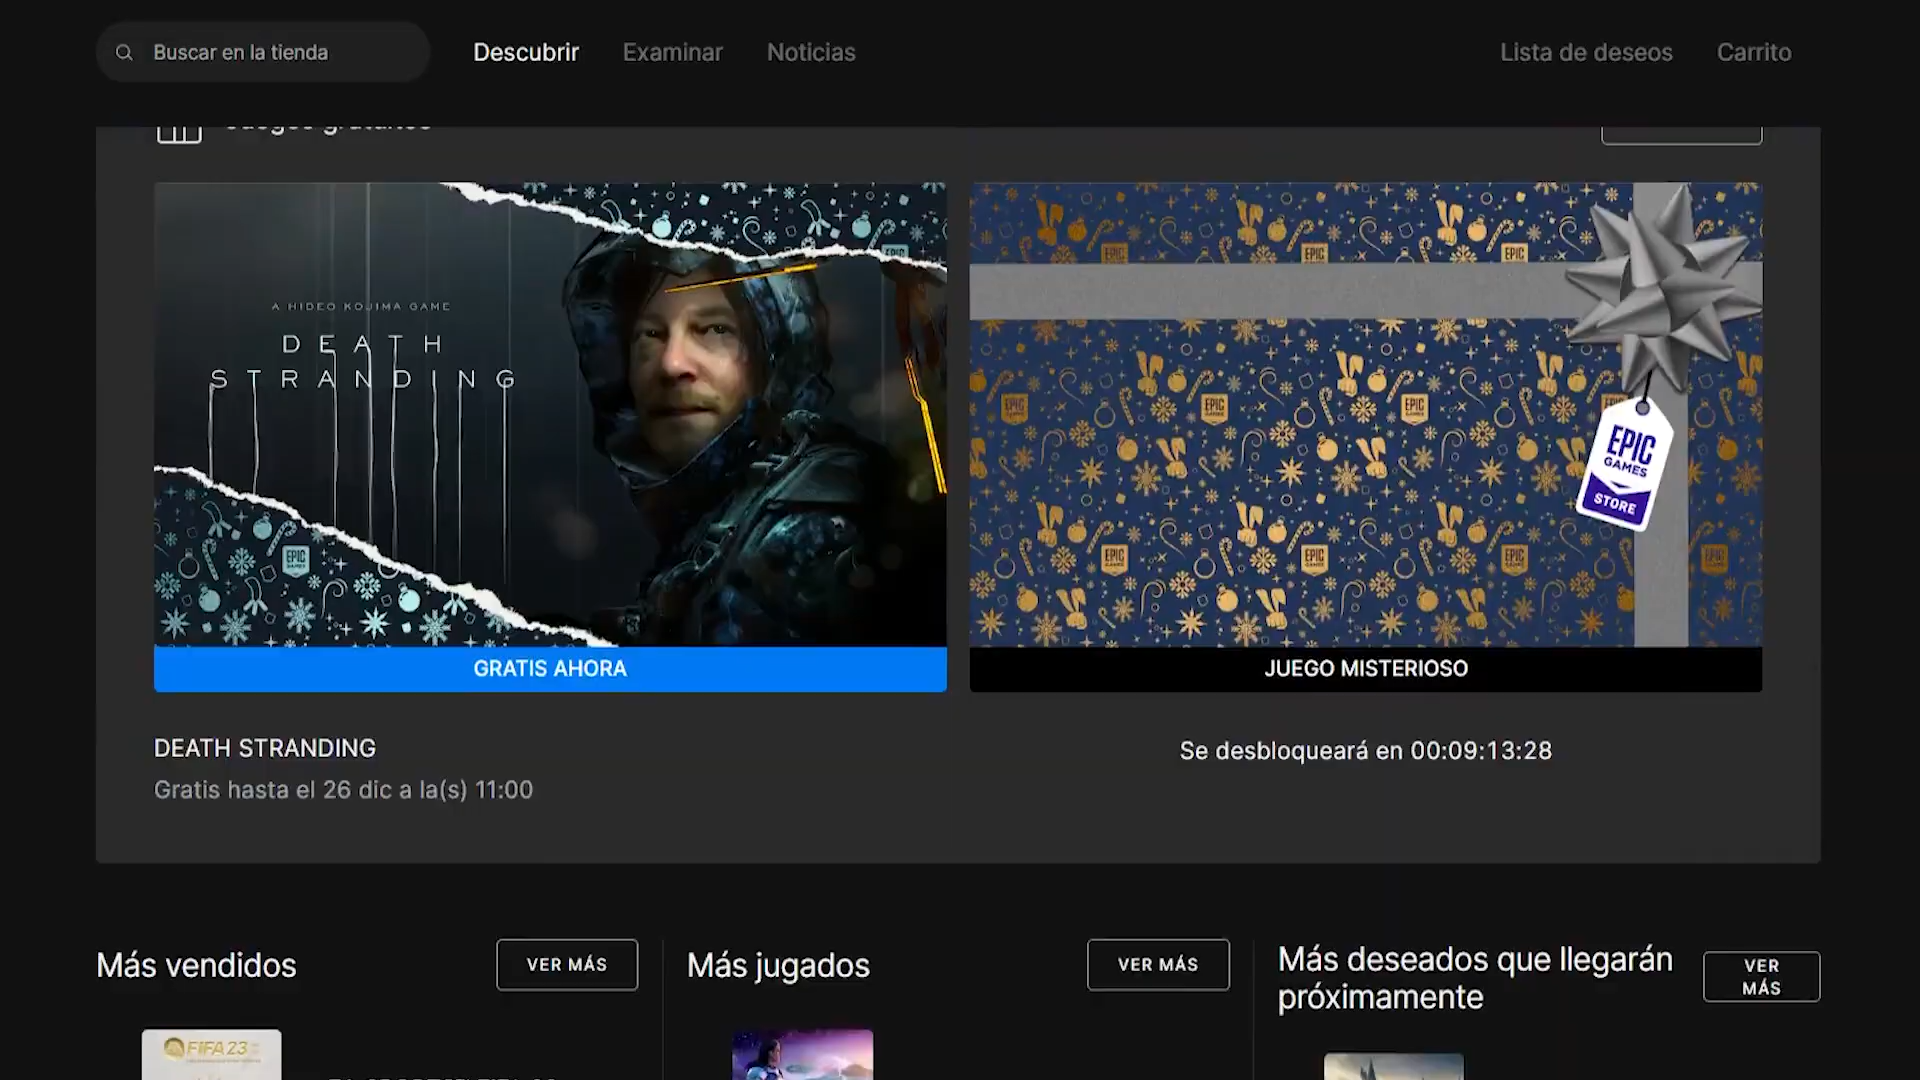 Buscar en la tienda
Descubrir
Examinar
Noticias
Lista de deseos
Carrito
Juegos gratuitos
A HIDEO KOJIMA GAME
DEATH
STRANDING
EPIC
GAMES
STORE
GRATIS AHORA
JUEGO MISTERIOSO
DEATH STRANDING
Gratis hasta el 26 dic a la(s) 11:00
Se desbloqueará en 00:09:13:28
Más vendidos
VER MÁS
Más jugados
VER MÁS
Más deseados que llegarán
próximamente
VER
MÁS
FIFA 23